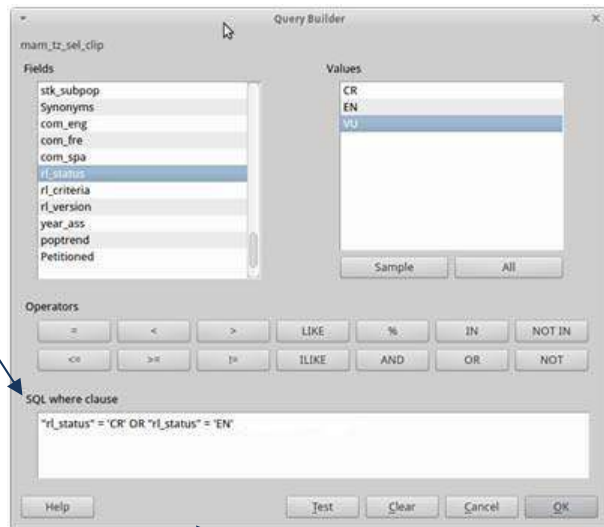 Query Builder
mam_tz_sel_clip
Fields
Values
stk_subpop
Synonyms
com_eng
com_fre
com_spa
rl_status
rl_criteria
rl_version
year_ass
poptrend
Petitioned
CR
EN
VU
Sample All
Operators
= < > LIKE % IN NOT IN
<= >= != ILIKE AND OR NOT
SQL where clause
"rl_status" = 'CR' OR "rl_status" = 'EN'
Help Test Clear Cancel OK